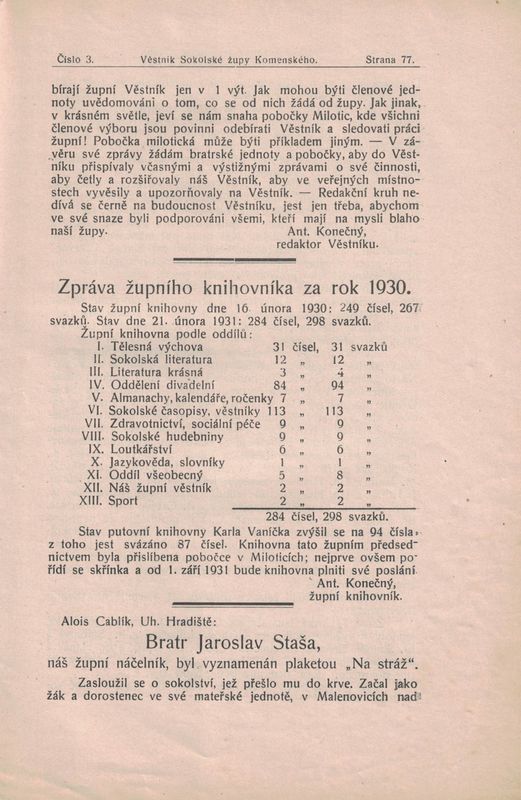 Číslo 3. Věstník Sokolské župy Komenského. Strana 77.
bírají župní Věstník jen v 1 výt. Jak mohou býti členové jed-
noty uvědomováni o tom, co se od nich žádá od župy. Jak jinak,
v krásném světle, jeví se nám snaha pobočky Milotic, kde všichni
členové výboru jsou povinni odebírati Věstník a sledovati práci
župní! Pobočka milotická může býti příkladem jiným. — V zá-
věru své zprávy žádám bratrské jednoty a pobočky, aby do Věst-
níku přispívaly včasnými a výstižnými zprávami o své činnosti,
aby četly a rozšiřovaly náš Věstník, aby ve veřejných místno-
stech vyvěsily a upozorňovaly na Věstník. — Redakční kruh ne-
dívá se černě na budoucnost Věstníku, jest jen třeba, abychom
ve své snaze byli podporováni všemi, kteří mají na mysli blaho
naší župy. Ant. Konečný,
redaktor Věstníku.
Zpráva župního knihovníka za rok 1930.
Stav župní knihovny dne 16. února 1930: 249 čísel, 267
svazků. Stav dne 21. února 1931: 284 čísel, 298 svazků.
Župní knihovna podle oddílů:
I. Tělesná výchova 31 čísel, 31 svazků
II. Sokolská literatura 12 „ 12 „
III. Literatura krásná 3 „ 4 „
IV. Oddělení divadelní 84 „ 94 „
V. Almanachy, kalendáře, ročenky 7 „ 7 „
VI. Sokolské časopisy, věstníky 113 „ 113 „
VII. Zdravotnictví, sociální péče 9 „ 9 „
VIII. Sokolské hudebniny 9 „ 9 „
IX. Loutkářství 6 „ 6 „
X. Jazykověda, slovníky 1 „ 1 „
XI. Oddíl všeobecný 5 „ 8 „
XII. Náš župní věstník 2 „ 2 „
XIII. Sport 2 „ 2 „
284 čísel, 298 svazků.
Stav putovní knihovny Karla Vaníčka zvýšil se na 94 čísla,
z toho jest svázáno 87 čísel. Knihovna tato župním předsed-
nictvem byla přislíbena pobočce v Miloticích; nejprve ovšem po-
řídí se skřínka a od 1. září 1931 bude knihovna plniti své poslání.
Ant. Konečný,
župní knihovník.
Alois Cablík, Uh. Hradiště:
Bratr Jaroslav Staša,
náš župní náčelník, byl vyznamenán plaketou „Na stráž“.
Zasloužil se o sokolství, jež přešlo mu do krve. Začal jako
žák a dorostenec ve své mateřské jednotě, v Malenovicích nad